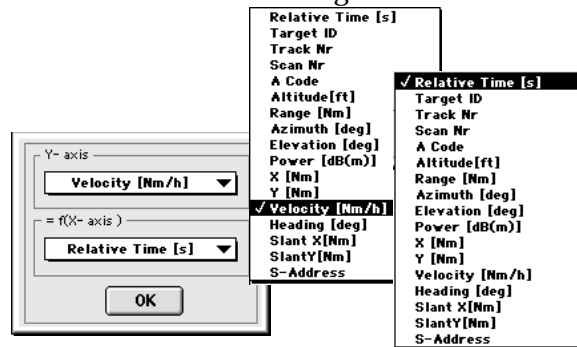 Y- axis
Velocity [Nm/h]
= f(X- axis )
Relative Time [s]
OK
Relative Time [s]
Target ID
Track Nr
Scan Nr
A Code
Altitude[ft]
Range [Nm]
Azimuth [deg]
Elevation [deg]
Power [dB(m)]
X [Nm]
Y [Nm]
✓ Velocity [Nm/h]
Heading [deg]
Slant X[Nm]
SlantY[Nm]
S-Address
✓ Relative Time [s]
Target ID
Track Nr
Scan Nr
A Code
Altitude[ft]
Range [Nm]
Azimuth [deg]
Elevation [deg]
Power [dB(m)]
X [Nm]
Y [Nm]
Velocity [Nm/h]
Heading [deg]
Slant X[Nm]
SlantY[Nm]
S-Address